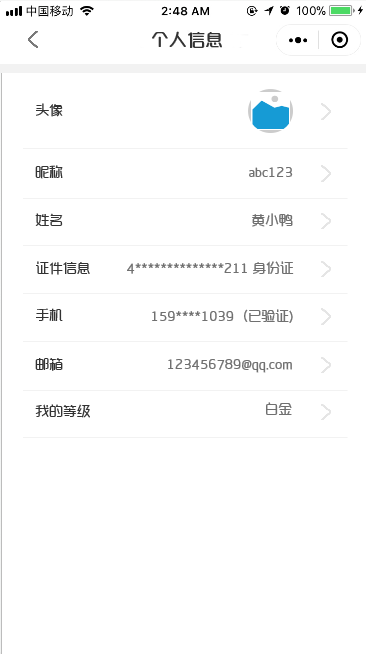 中国移动 2:48 AM 100%
个人信息
头像
昵称 abc123
姓名 黄小鸭
证件信息 4**************211 身份证
手机 159****1039 (已验证)
邮箱 123456789@qq.com
我的等级 白金